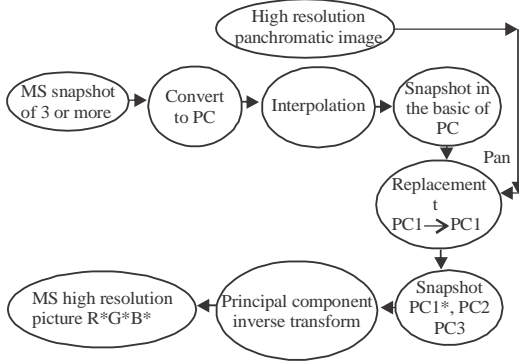 High resolution
panchromatic image
MS snapshot
of 3 or more
Convert
to PC
Interpolation
Snapshot in
the basic of
PC
Pan
Replacement
t
PC1→PC1
Snapshot
PC1*, PC2
PC3
Principal component
inverse transform
MS high resolution
picture R*G*B*